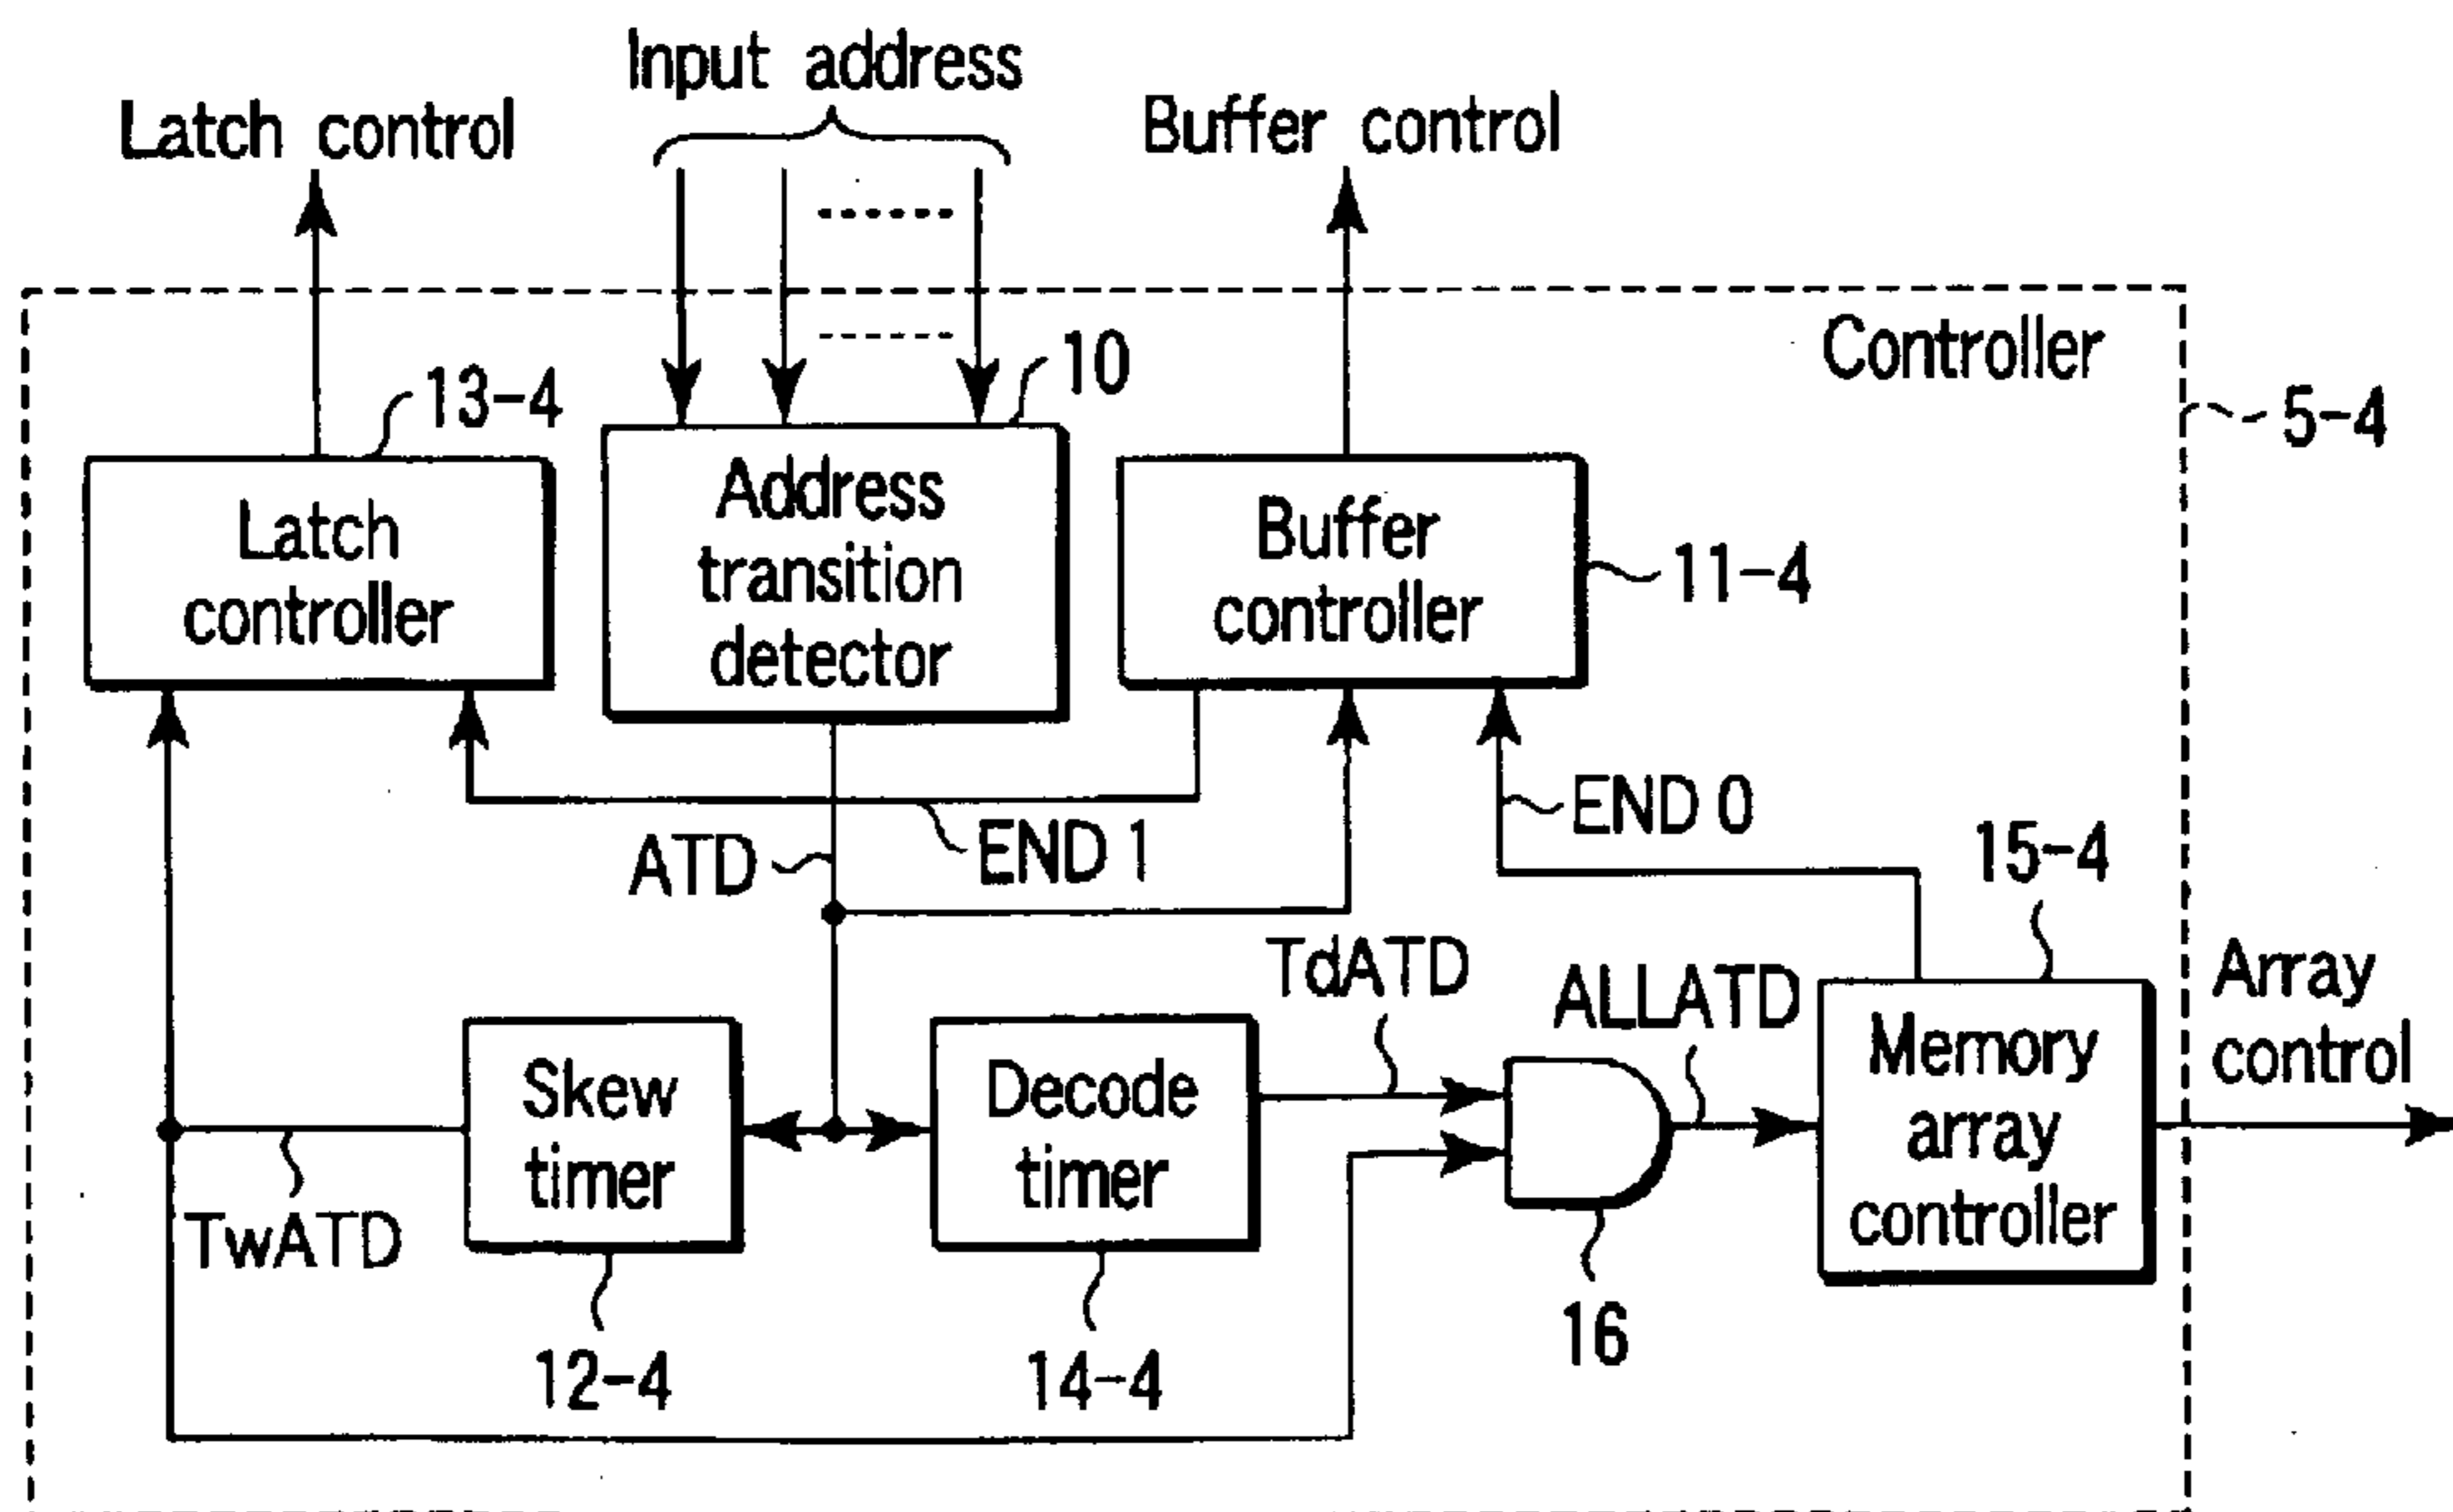 Input address
Latch control
Buffer control
Controller
10
13-4
5-4
Address
transition
detector
Latch
controller
Buffer
controller
11-4
END 0
END 1
ATD
15-4
TdATD
ALLATD
Array
control
Memory
array
controller
Skew
timer
Decode
timer
TwATD
16
12-4
14-4